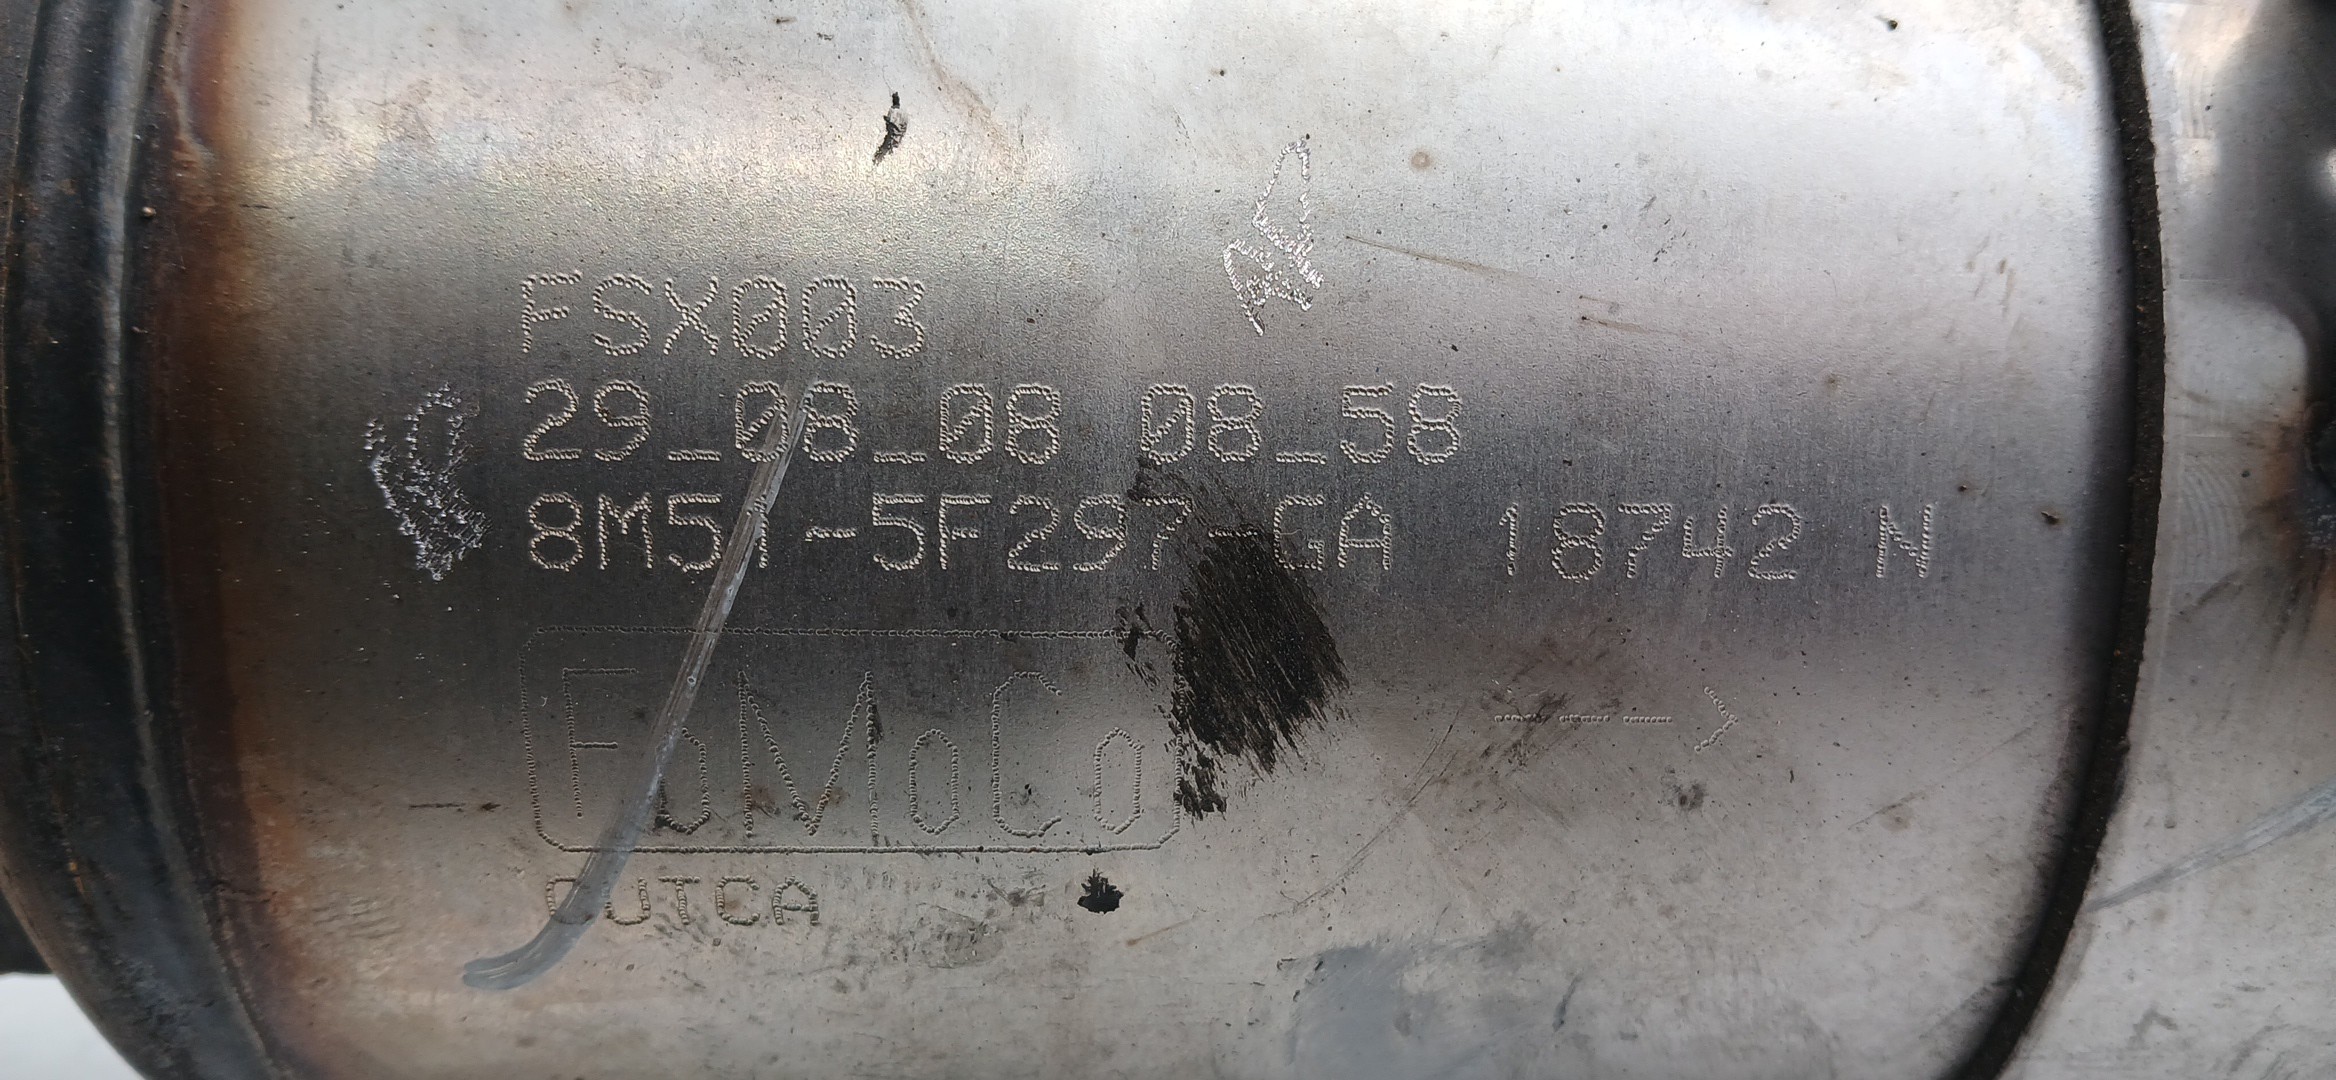 FSX003
29_08_08 08_58
8M51-5F297-GA 18742 N
FoMoCo
OUTCA